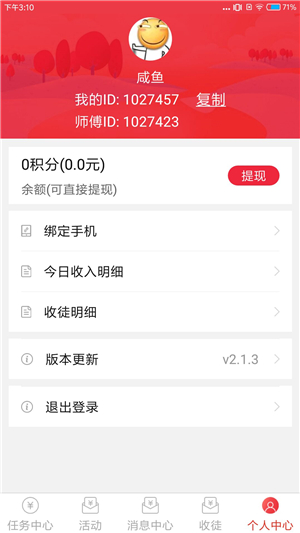 下午3:10
71%
咸鱼
我的ID: 1027457 复制
师傅ID: 1027423
0积分(0.0元)
提现
余额(可直接提现)
绑定手机
今日收入明细
收徒明细
版本更新 v2.1.3
退出登录
任务中心 活动 消息中心 收徒 个人中心